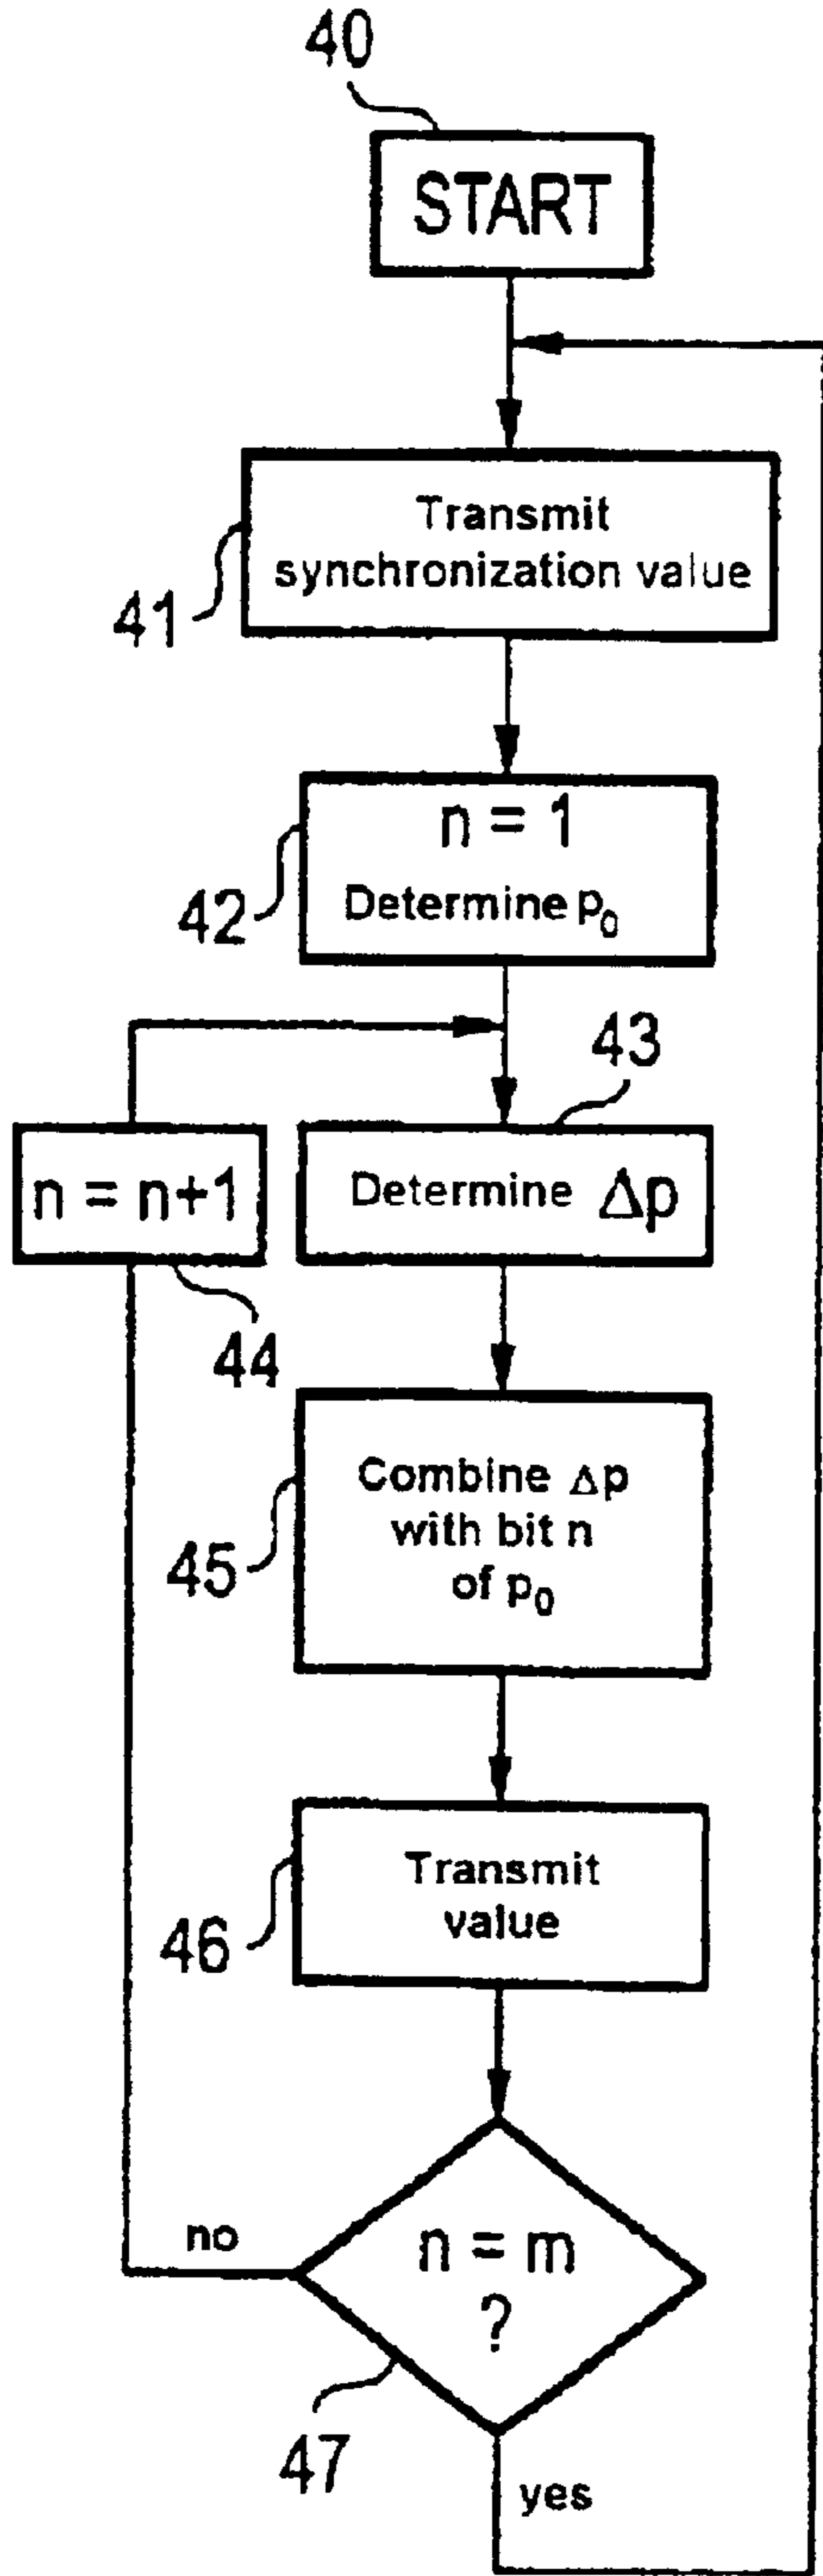 40
START
Transmit
synchronization value
41
n = 1
Determine p₀
42
43
n = n+1
Determine Δp
44
Combine Δp
with bit n
of p₀
45
Transmit
value
46
no
n = m
?
47
yes